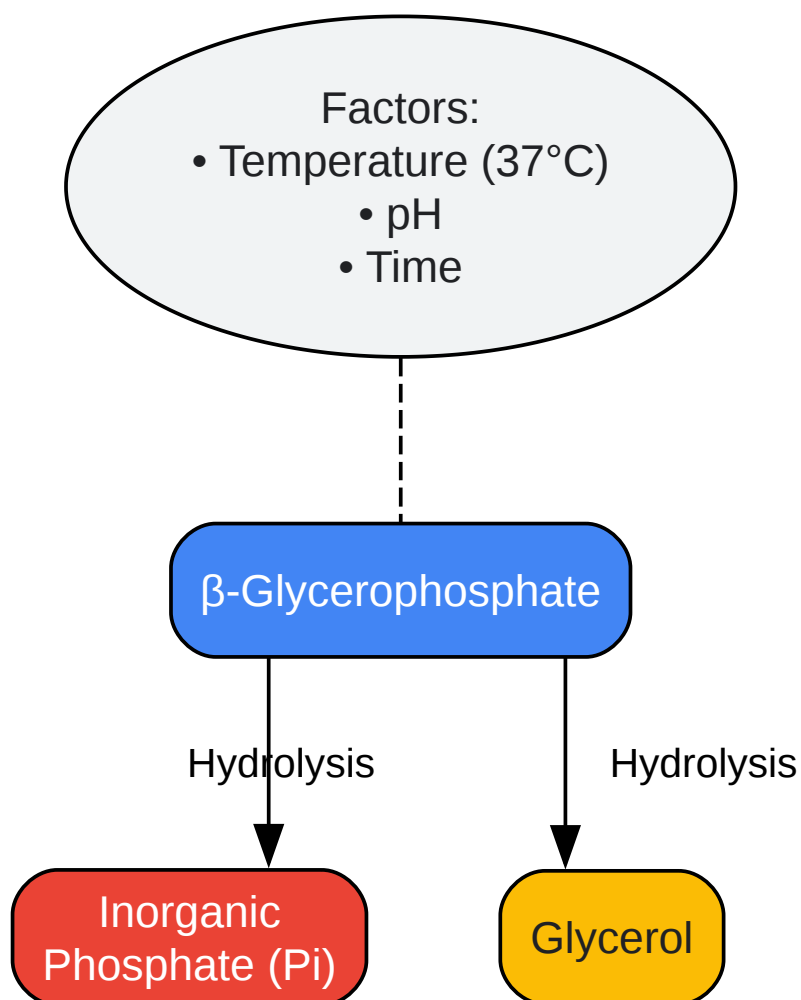 Factors:
• Temperature (37°C)
• pH
• Time
β-Glycerophosphate
Hydrolysis
Hydrolysis
Inorganic
Phosphate (Pi)
Glycerol